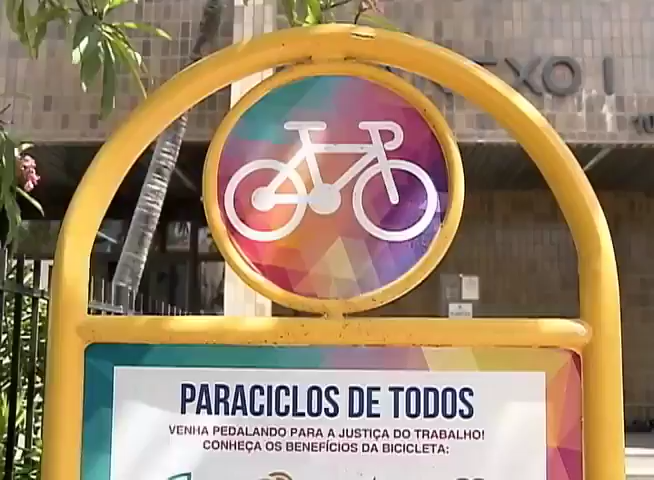 EXO I
PARACICLOS DE TODOS
VENHA PEDALANDO PARA A JUSTIÇA DO TRABALHO!
CONHEÇA OS BENEFÍCIOS DA BICICLETA: